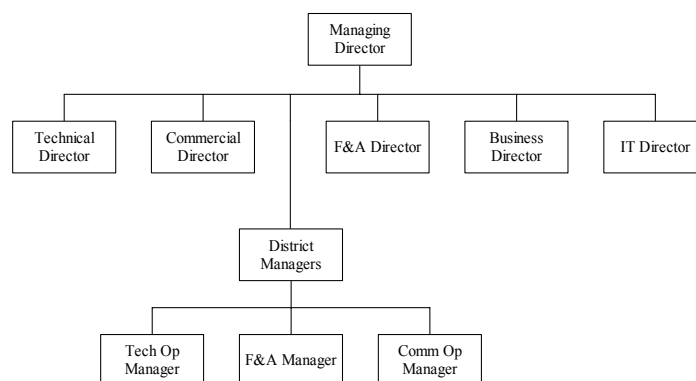 Managing
Director
Technical
Director
Commercial
Director
F&A Director
Business
Director
IT Director
District
Managers
Tech Op
Manager
F&A Manager
Comm Op
Manager